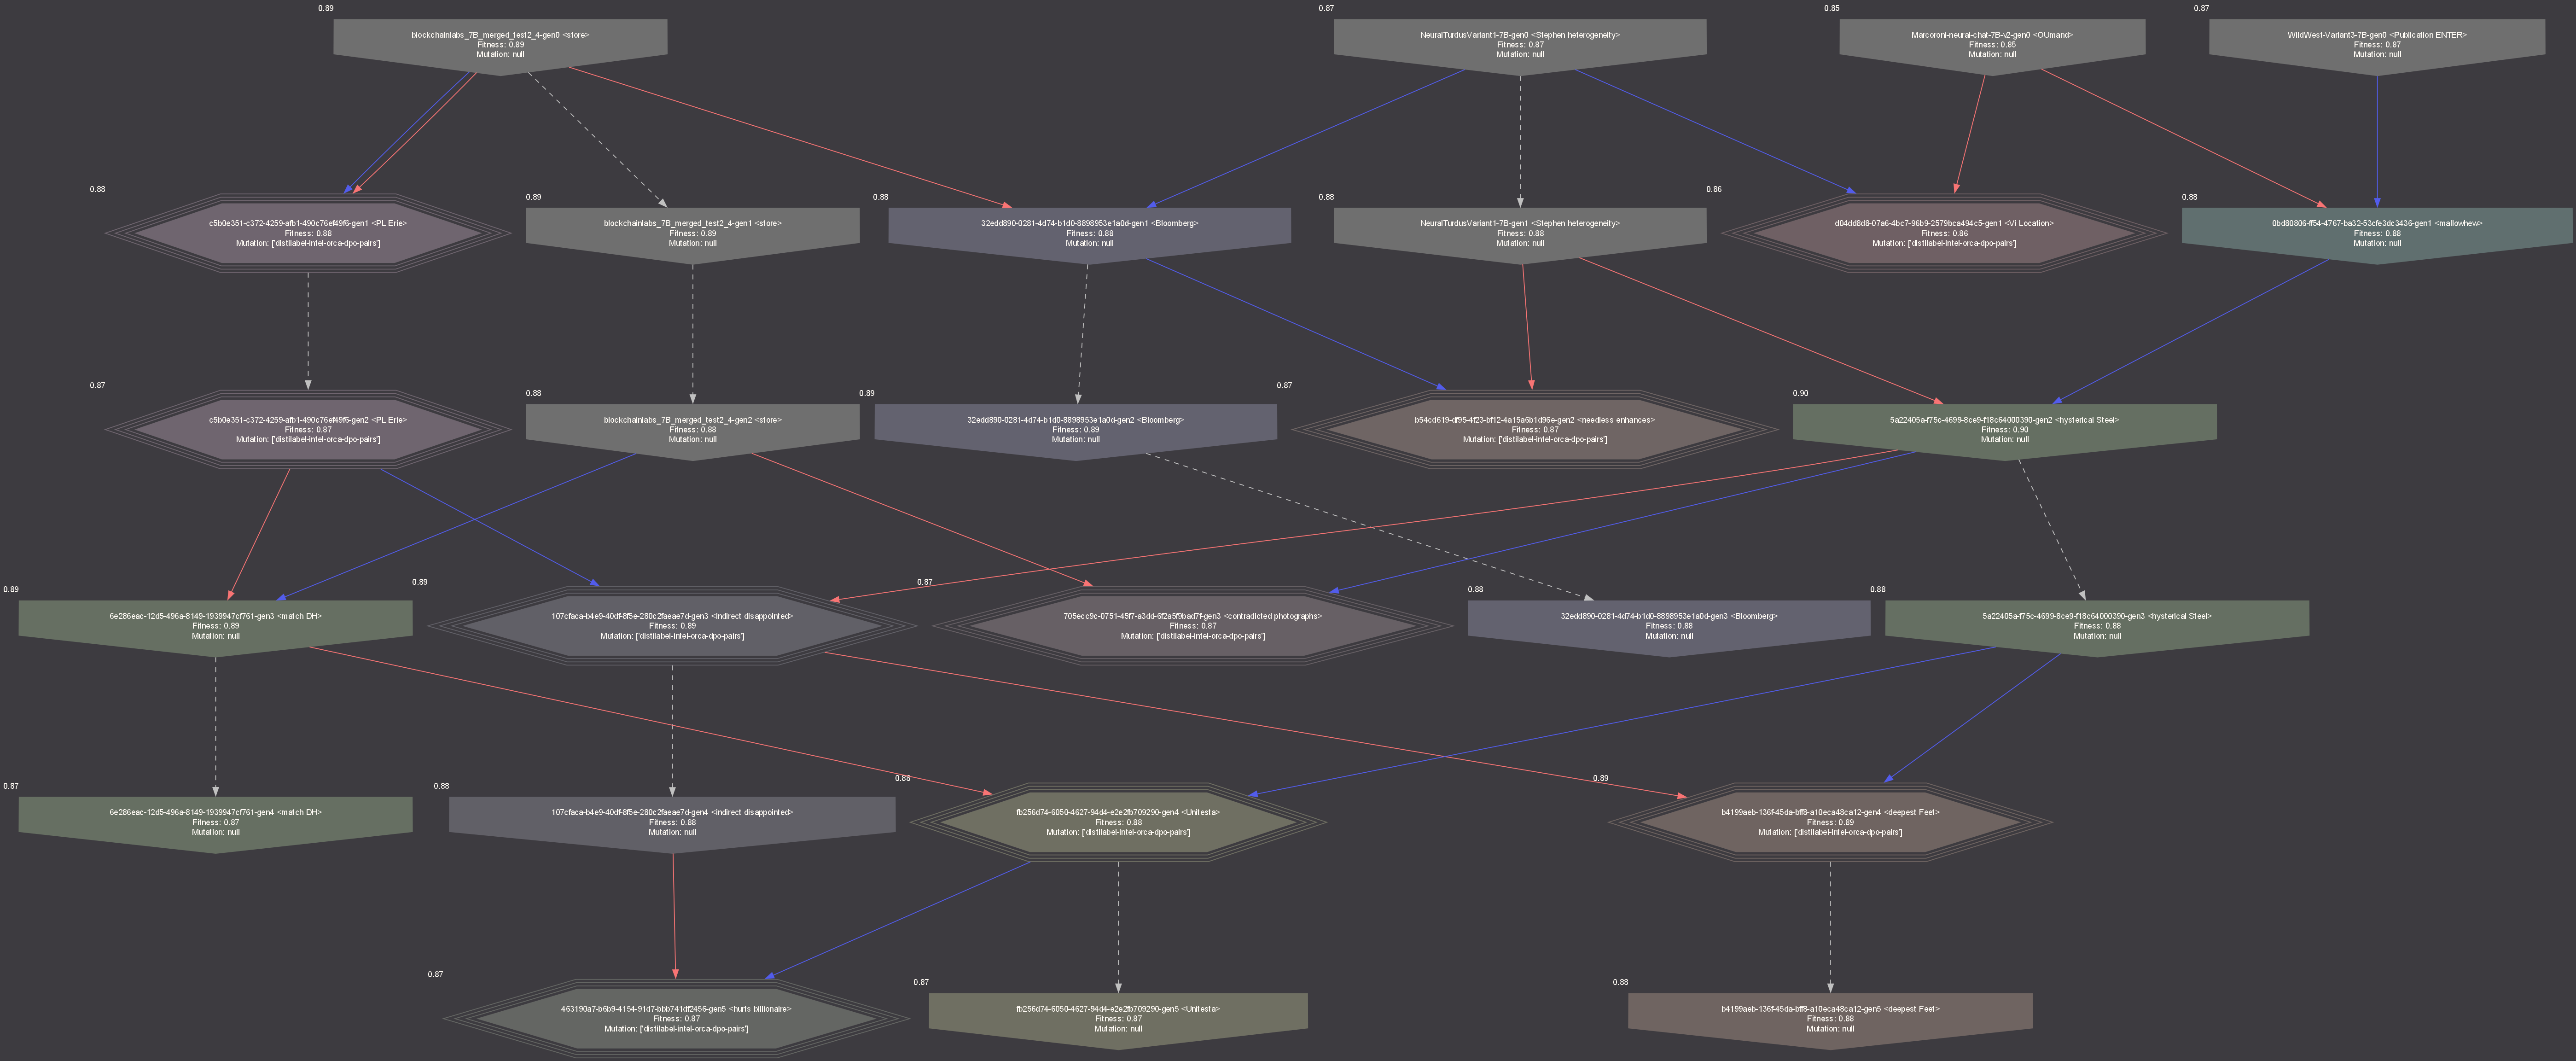 0.89
blockchainlabs_7B_merged_test2_4-gen0 <store>
Fitness: 0.89
Mutation: null
0.87
NeuralTurdusVariant1-7B-gen0 <Stephen heterogeneity>
Fitness: 0.87
Mutation: null
0.85
Marcoroni-neural-chat-7B-v2-gen0 <OUmand>
Fitness: 0.85
Mutation: null
0.87
WildWest-Variant3-7B-gen0 <Publication ENTER>
Fitness: 0.87
Mutation: null
0.88
c5b0e351-c372-4259-afb1-490c76ef49f6-gen1 <PL Erie>
Fitness: 0.88
Mutation: ['distilabel-intel-orca-dpo-pairs']
0.89
blockchainlabs_7B_merged_test2_4-gen1 <store>
Fitness: 0.89
Mutation: null
0.88
32edd890-0281-4d74-b1d0-8898953e1a0d-gen1 <Bloomberg>
Fitness: 0.88
Mutation: null
0.88
NeuralTurdusVariant1-7B-gen1 <Stephen heterogeneity>
Fitness: 0.88
Mutation: null
0.86
d04dd8d8-07a6-4bc7-96b9-2579bca494c5-gen1 <Vi Location>
Fitness: 0.86
Mutation: ['distilabel-intel-orca-dpo-pairs']
0.88
0bd80806-ff54-4767-ba32-53cfe3dc3436-gen1 <mallowhew>
Fitness: 0.88
Mutation: null
0.87
c5b0e351-c372-4259-afb1-490c76ef49f6-gen2 <PL Erie>
Fitness: 0.87
Mutation: ['distilabel-intel-orca-dpo-pairs']
0.88
blockchainlabs_7B_merged_test2_4-gen2 <store>
Fitness: 0.88
Mutation: null
0.89
32edd890-0281-4d74-b1d0-8898953e1a0d-gen2 <Bloomberg>
Fitness: 0.89
Mutation: null
0.87
b54cd619-df95-4f23-bf12-4a15a6b1d96e-gen2 <needless enhances>
Fitness: 0.87
Mutation: ['distilabel-intel-orca-dpo-pairs']
0.90
5a22405a-f75c-4699-8ce9-f18c64000390-gen2 <hysterical Steel>
Fitness: 0.90
Mutation: null
0.89
6e286eac-12d5-496a-8149-1939947cf761-gen3 <match DH>
Fitness: 0.89
Mutation: null
0.89
107cfaca-b4e9-40df-8f5e-280c2faeae7d-gen3 <indirect disappointed>
Fitness: 0.89
Mutation: ['distilabel-intel-orca-dpo-pairs']
0.87
705ecc9c-0751-45f7-a3dd-6f2a5f9bad7f-gen3 <contradicted photographs>
Fitness: 0.87
Mutation: ['distilabel-intel-orca-dpo-pairs']
0.88
32edd890-0281-4d74-b1d0-8898953e1a0d-gen3 <Bloomberg>
Fitness: 0.88
Mutation: null
0.88
5a22405a-f75c-4699-8ce9-f18c64000390-gen3 <hysterical Steel>
Fitness: 0.88
Mutation: null
0.87
6e286eac-12d5-496a-8149-1939947cf761-gen4 <match DH>
Fitness: 0.87
Mutation: null
0.88
107cfaca-b4e9-40df-8f5e-280c2faeae7d-gen4 <indirect disappointed>
Fitness: 0.88
Mutation: null
0.88
fb256d74-6050-4627-94d4-e2e2fb709290-gen4 <Unitesta>
Fitness: 0.88
Mutation: ['distilabel-intel-orca-dpo-pairs']
0.89
b4199aeb-136f-45da-bff8-a10eca48ca12-gen4 <deepest Feet>
Fitness: 0.89
Mutation: ['distilabel-intel-orca-dpo-pairs']
0.87
463190a7-b6b9-4154-91d7-bbb741df2456-gen5 <hurts billionaire>
Fitness: 0.87
Mutation: ['distilabel-intel-orca-dpo-pairs']
0.87
fb256d74-6050-4627-94d4-e2e2fb709290-gen5 <Unitesta>
Fitness: 0.87
Mutation: null
0.88
b4199aeb-136f-45da-bff8-a10eca48ca12-gen5 <deepest Feet>
Fitness: 0.88
Mutation: null